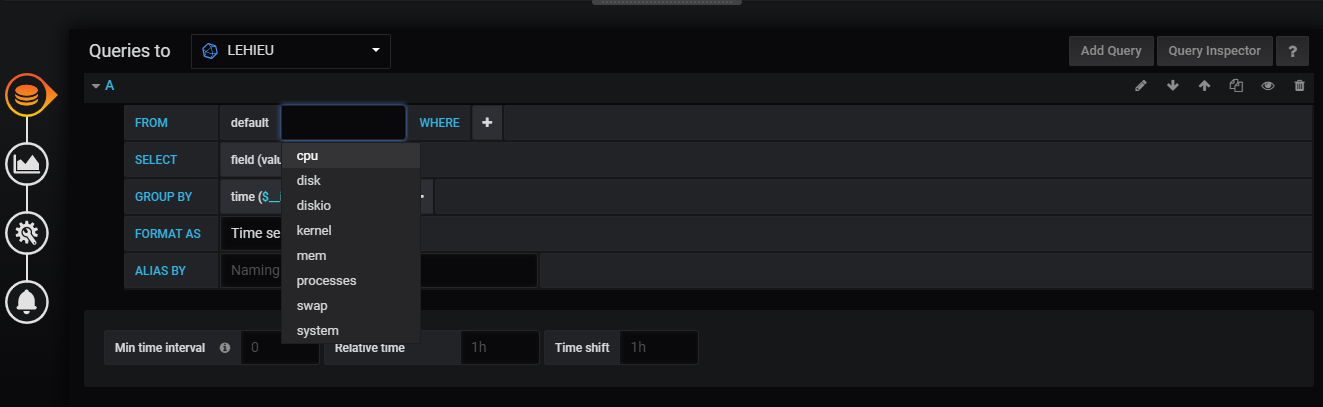 Queries to LEHIEU Add Query Query Inspector ?
A
FROM default WHERE +
cpu
SELECT field (valu
disk
GROUP BY time ($__i
diskio
FORMAT AS Time se
kernel
mem
ALIAS BY Naming
processes
swap
system
Min time interval 0 Relative time 1h Time shift 1h